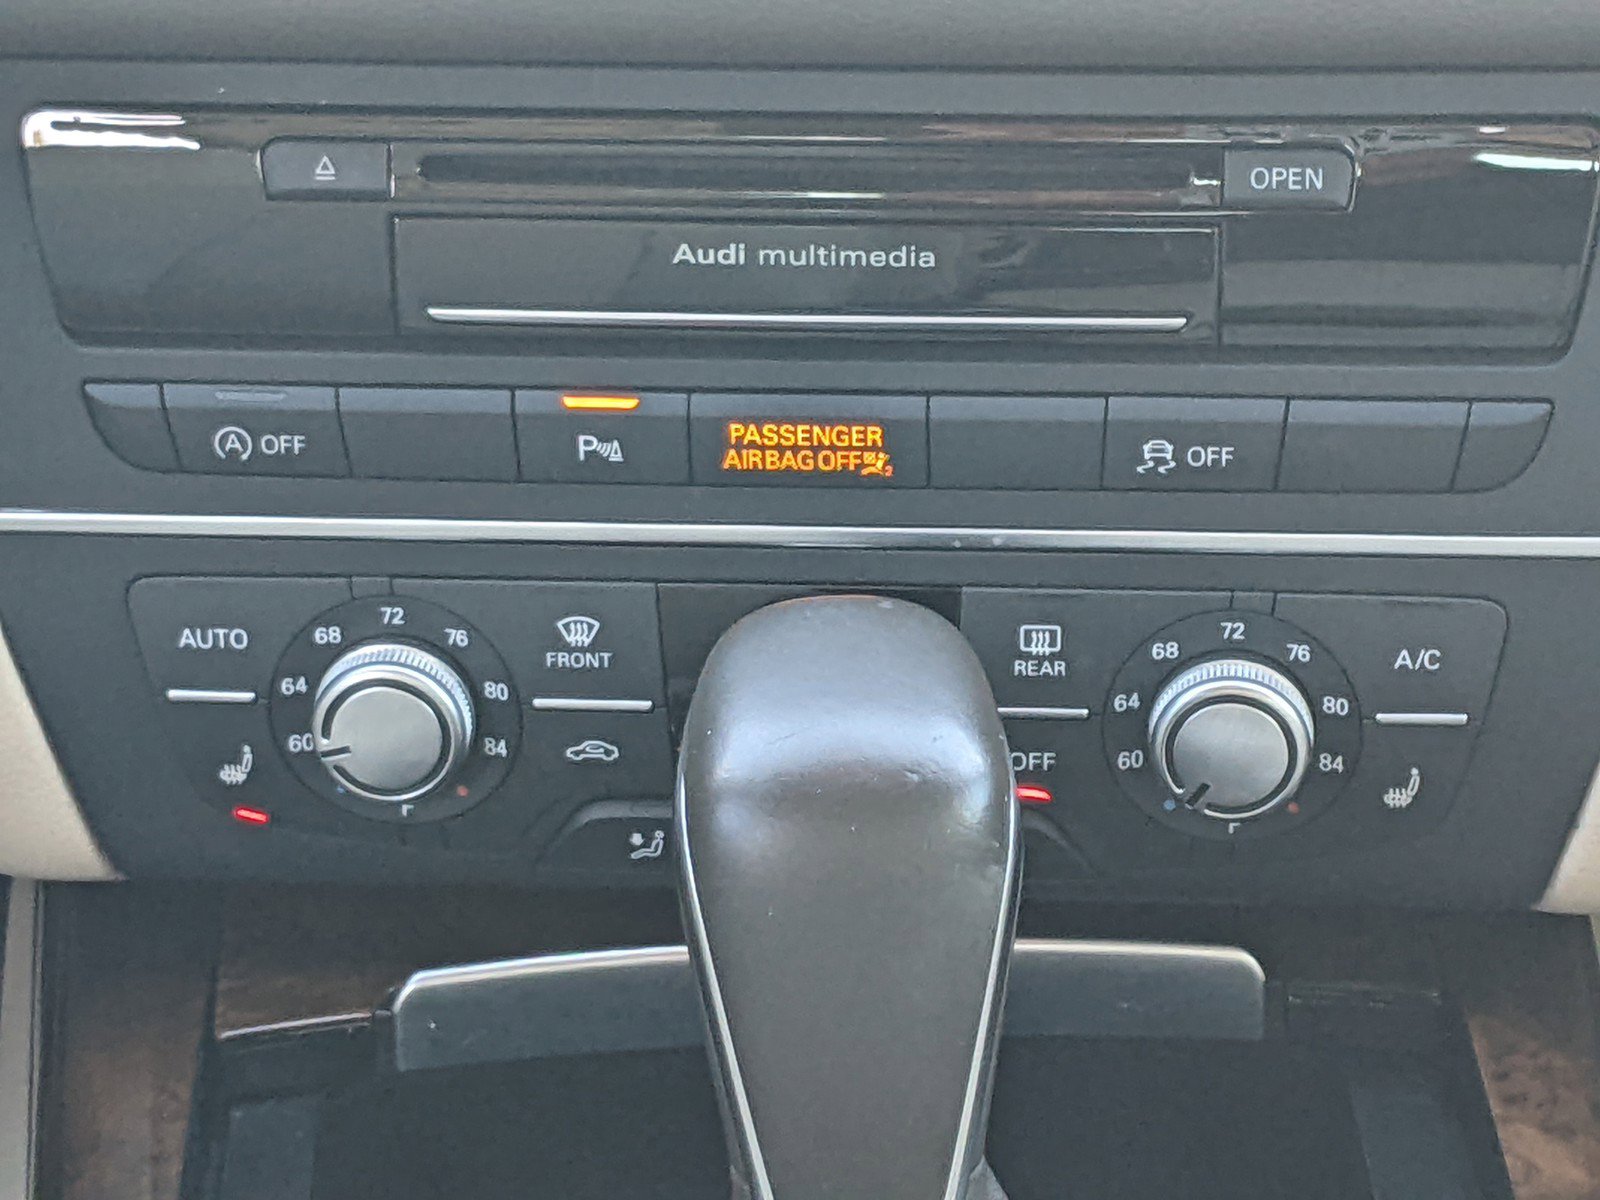 OPEN
Audi multimedia
A OFF
P
PASSENGER
AIRBAG OFF 2
OFF
AUTO
60 64 68 72 76 80 84
F
FRONT
REAR
OFF
60 64 68 72 76 80 84
F
A/C